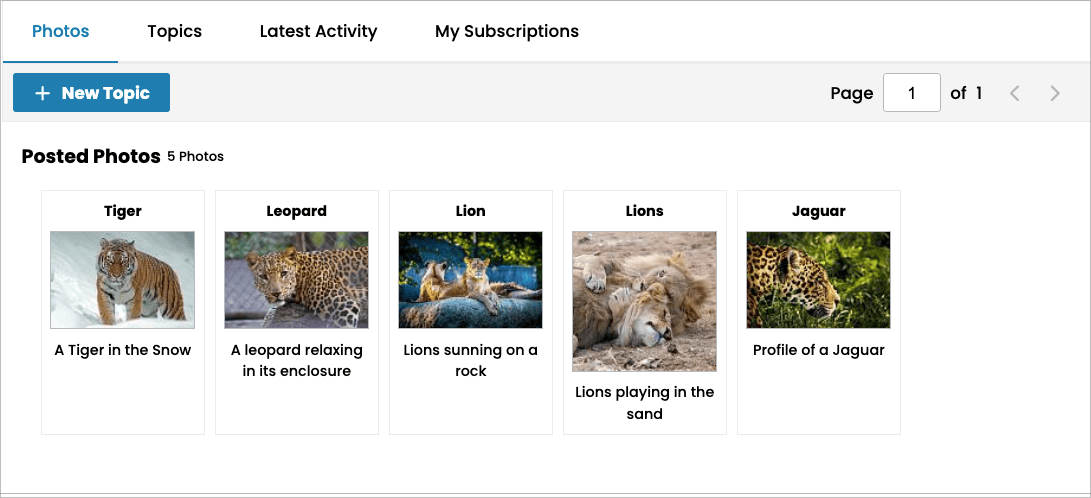 Photos Topics Latest Activity My Subscriptions
+ New Topic Page 1 of 1
Posted Photos 5 Photos
Tiger
A Tiger in the Snow
Leopard
A leopard relaxing
in its enclosure
Lion
Lions sunning on a
rock
Lions
Lions playing in the
sand
Jaguar
Profile of a Jaguar